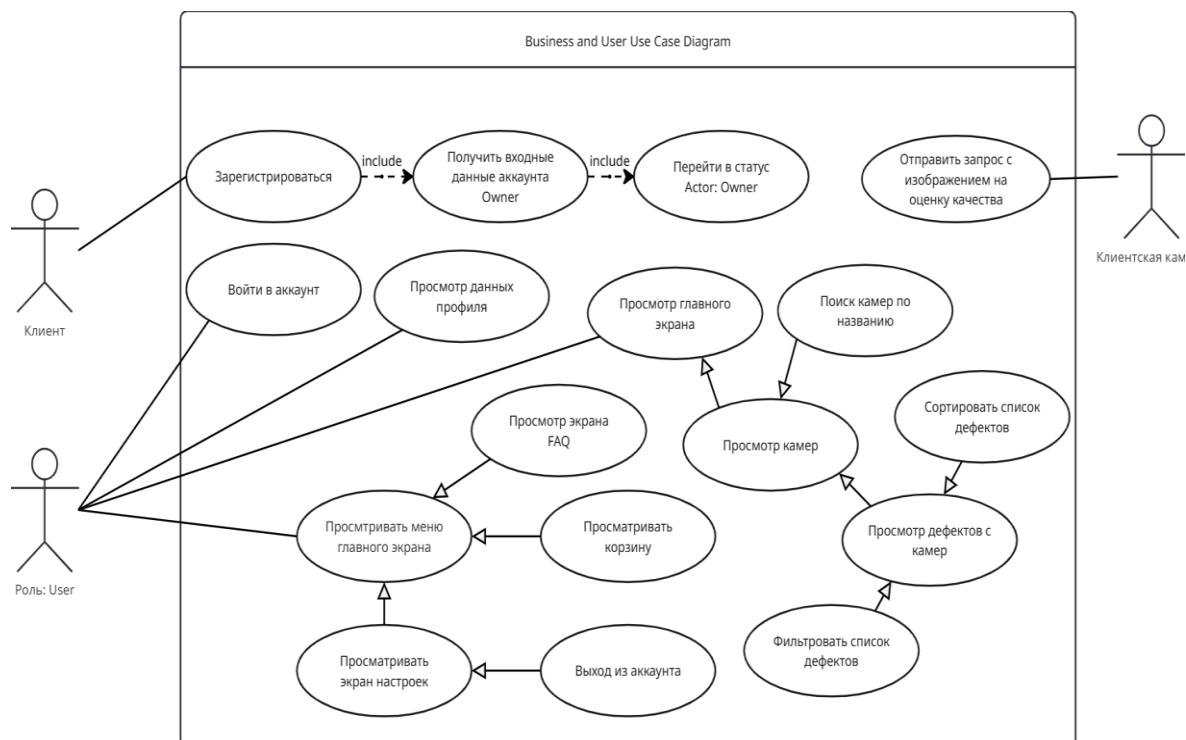 Business and User Use Case Diagram
Зарегистрироваться
include
Получить входные
данные аккаунта
Owner
include
Перейти в статус
Actor: Owner
Отправить запрос с
изображением на
оценку качества
Клиентская кам
Клиент
Войти в аккаунт
Просмотр данных
профиля
Просмотр главного
экрана
Поиск камер по
названию
Просмотр экрана
FAQ
Просмотр камер
Сортировать список
дефектов
Просмтривать меню
главного экрана
Просматривать
корзину
Просмотр дефектов с
камер
Роль: User
Просматривать
экран настроек
Выход из аккаунта
Фильтровать список
дефектов